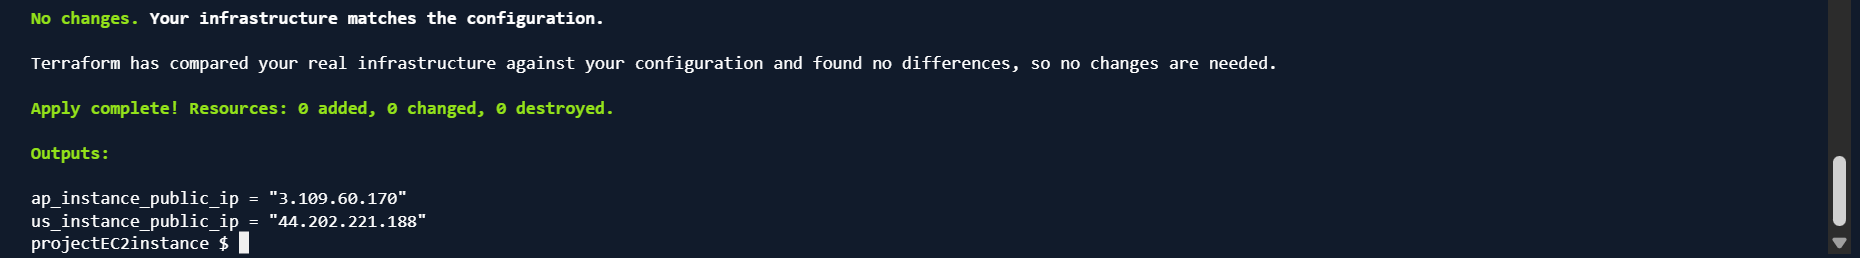 No changes. Your infrastructure matches the configuration.
Terraform has compared your real infrastructure against your configuration and found no differences, so no changes are needed.
Apply complete! Resources: 0 added, 0 changed, 0 destroyed.
Outputs:
ap_instance_public_ip = "3.109.60.170"
us_instance_public_ip = "44.202.221.188"
projectEC2instance $